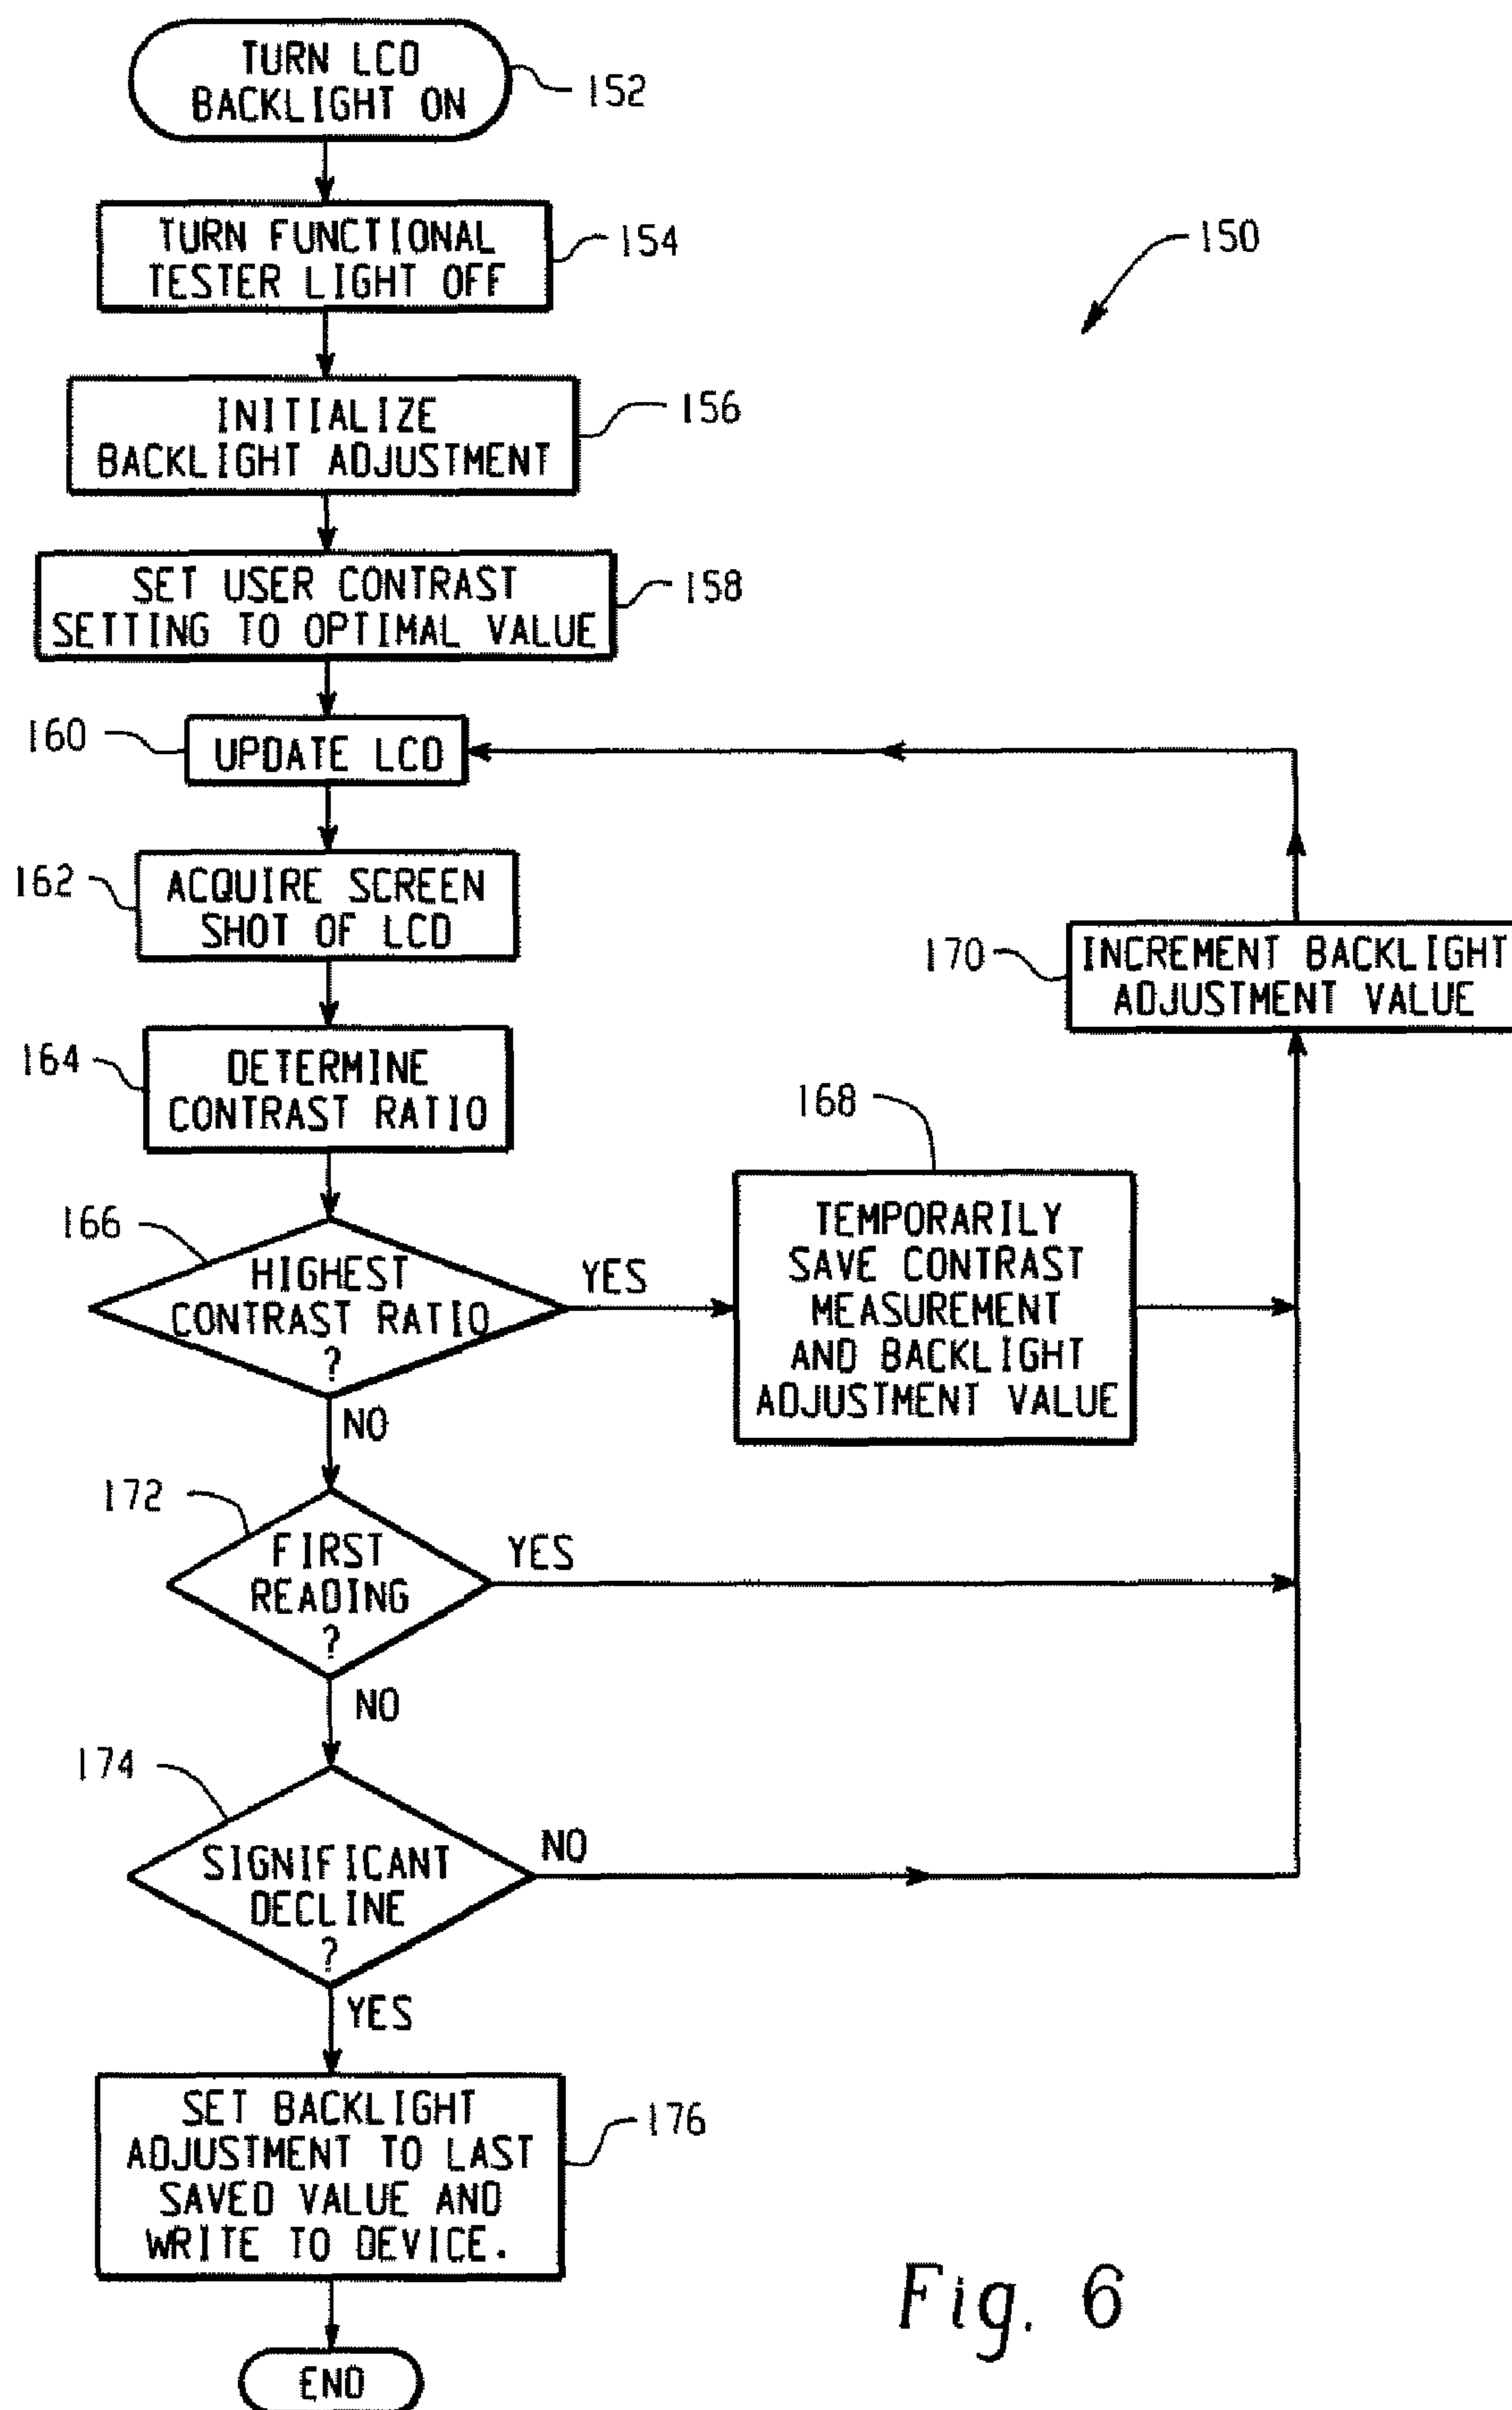 TURN LCD
BACKLIGHT ON
152
TURN FUNCTIONAL
TESTER LIGHT OFF
154
150
INITIALIZE
BACKLIGHT ADJUSTMENT
156
SET USER CONTRAST
SETTING TO OPTIMAL VALUE
158
160
UPDATE LCD
162
ACQUIRE SCREEN
SHOT OF LCD
170
INCREMENT BACKLIGHT
ADJUSTMENT VALUE
164
DETERMINE
CONTRAST RATIO
166
HIGHEST
CONTRAST RATIO
?
YES
NO
168
TEMPORARILY
SAVE CONTRAST
MEASUREMENT
AND BACKLIGHT
ADJUSTMENT VALUE
172
FIRST
READING
?
YES
NO
174
SIGNIFICANT
DECLINE
?
NO
YES
SET BACKLIGHT
ADJUSTMENT TO LAST
SAVED VALUE AND
WRITE TO DEVICE.
176
END
Fig. 6